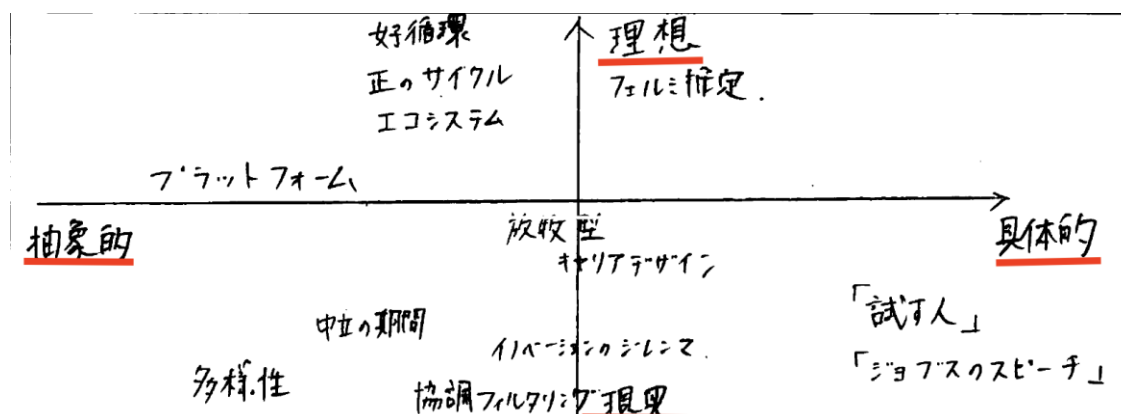 好循環
理想
正のサイクル
フェルミ推定.
エコシステム
プラットフォーム
抽象的
放牧型
具体的
キャリアデザイン
中立の期間
「試す人」
イノベーションのジレンマ.
「ジョブスのスピーチ」
多様性
協調フィルタリング
現実